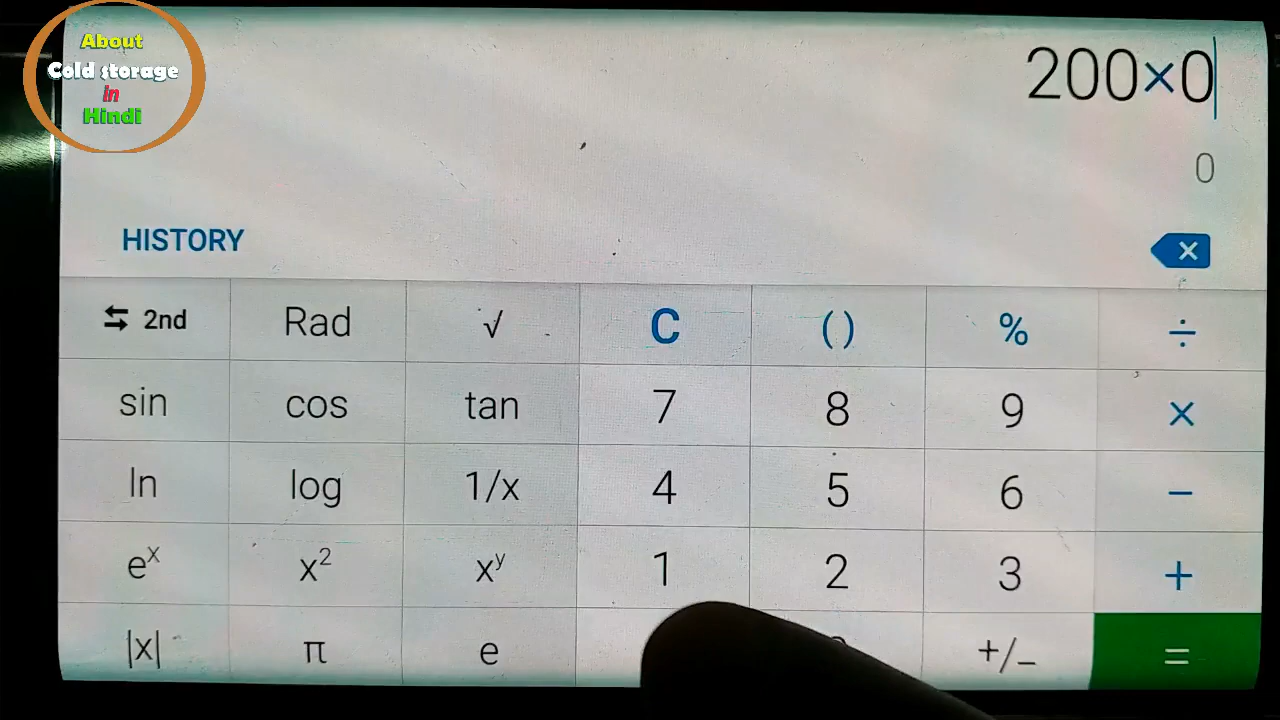 About
Cold storage
in
Hindi
200×0
0
HISTORY
2nd Rad √ C ( ) % ÷
sin cos tan 7 8 9 ×
ln log 1/x 4 5 6 −
eˣ x² xʸ 1 2 3 +
|x| π e +/− =